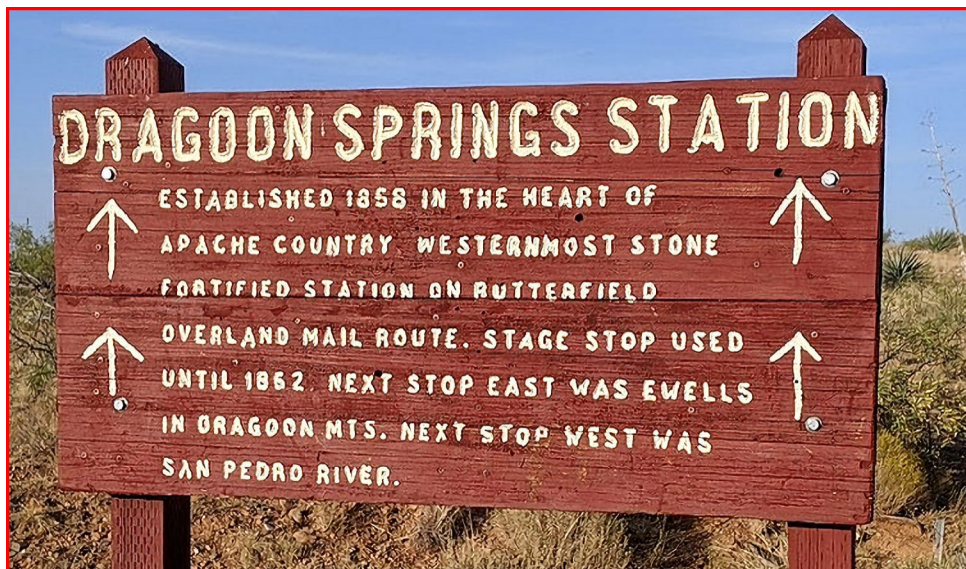 DRAGOON SPRINGS STATION
ESTABLISHED 1858 IN THE HEART OF
APACHE COUNTRY. WESTERNMOST STONE
FORTIFIED STATION ON BUTTERFIELD
OVERLAND MAIL ROUTE. STAGE STOP USED
UNTIL 1862. NEXT STOP EAST WAS EWELLS
IN DRAGOON MTS. NEXT STOP WEST WAS
SAN PEDRO RIVER.